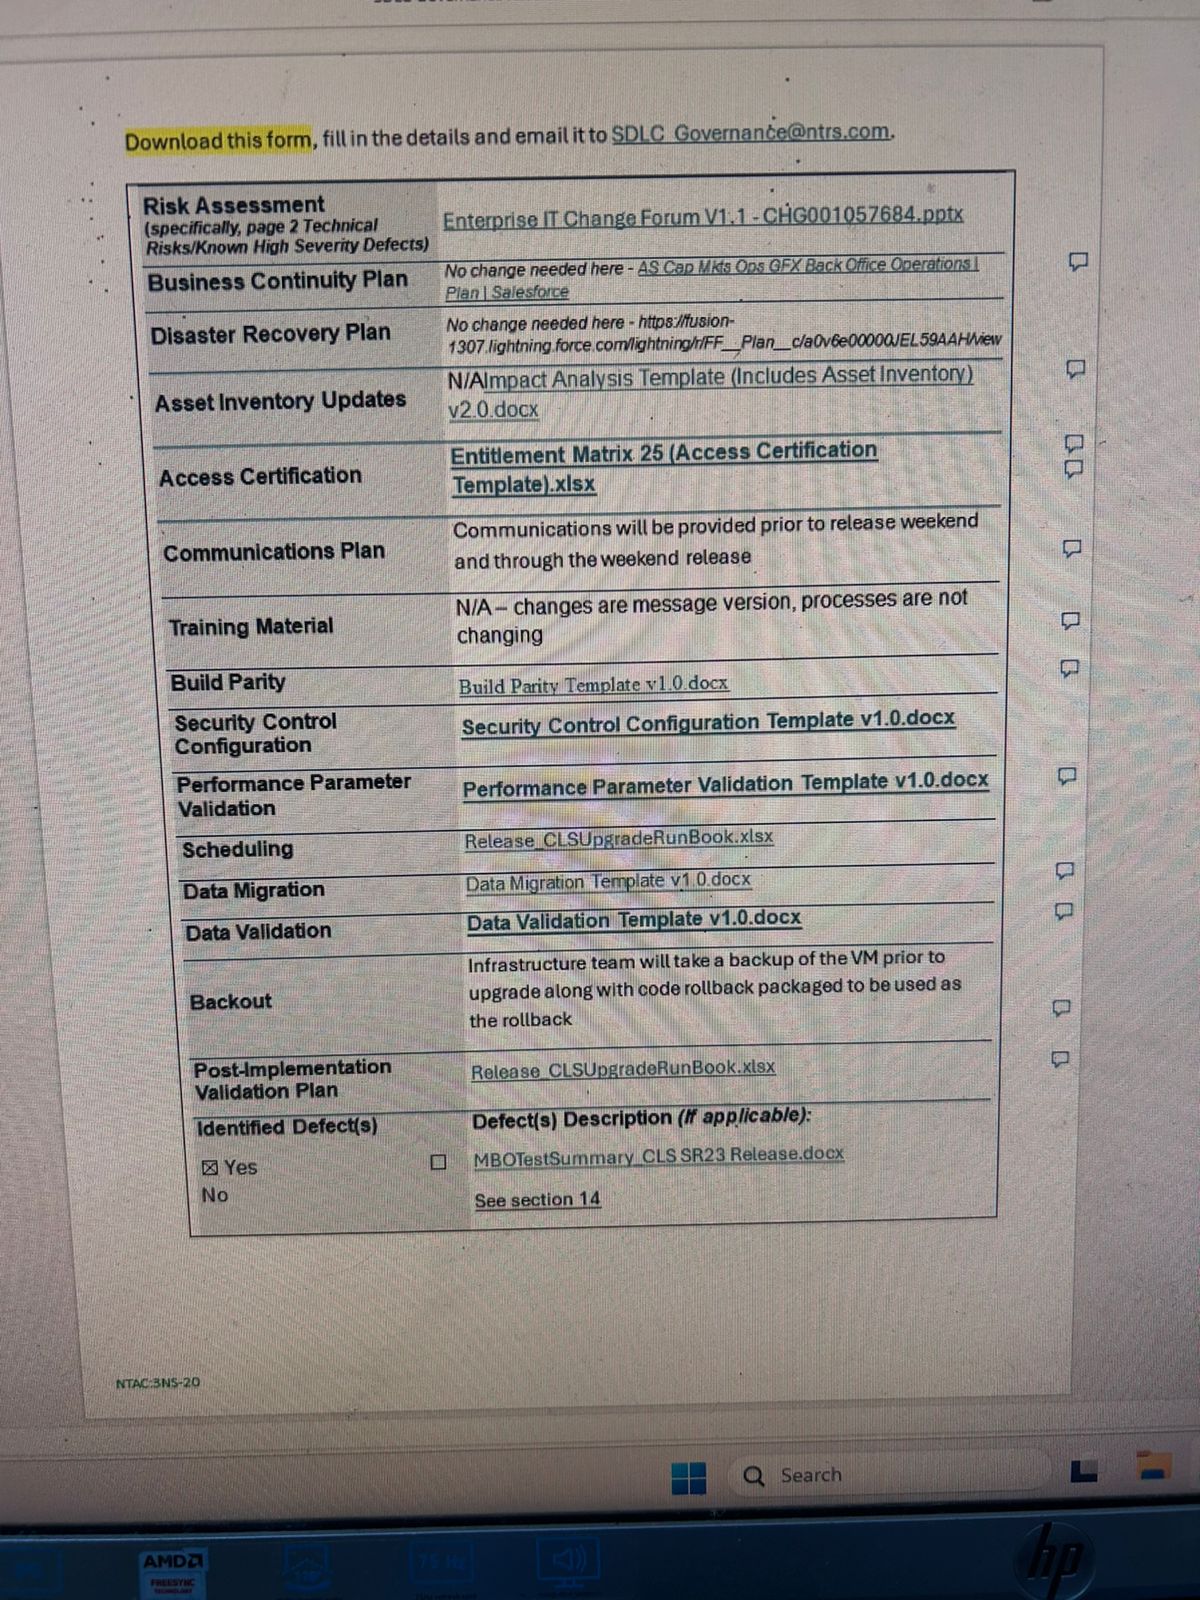 Download this form, fill in the details and email it to SDLC_Governance@ntrs.com.
Risk Assessment
(specifically, page 2 Technical
Risks/Known High Severity Defects)
Enterprise IT Change Forum V1.1 - CHG001057684.pptx
Business Continuity Plan
No change needed here - AS Cap Mkts Ops GFX Back Office Operations |
Plan | Salesforce
Disaster Recovery Plan
No change needed here - https://fusion-
1307.lightning.force.com/lightning/r/FF__Plan__c/a0v6e00000JEL59AAH/view
Asset Inventory Updates
N/AImpact Analysis Template (Includes Asset Inventory)
v2.0.docx
Access Certification
Entitlement Matrix 25 (Access Certification
Template).xlsx
Communications Plan
Communications will be provided prior to release weekend
and through the weekend release
Training Material
N/A – changes are message version, processes are not
changing
Build Parity
Build Parity Template v1.0.docx
Security Control
Configuration
Security Control Configuration Template v1.0.docx
Performance Parameter
Validation
Performance Parameter Validation Template v1.0.docx
Scheduling
Release_CLSUpgradeRunBook.xlsx
Data Migration
Data Migration Template v1.0.docx
Data Validation
Data Validation Template v1.0.docx
Backout
Infrastructure team will take a backup of the VM prior to
upgrade along with code rollback packaged to be used as
the rollback
Post-Implementation
Validation Plan
Release_CLSUpgradeRunBook.xlsx
Identified Defect(s)
☒ Yes ☐
No
Defect(s) Description (If applicable):
MBOTestSummary_CLS SR23 Release.docx
See section 14
NTAC:3NS-20
Search
AMD
FREESYNC
TECHNOLOGY
75 Hz
hp